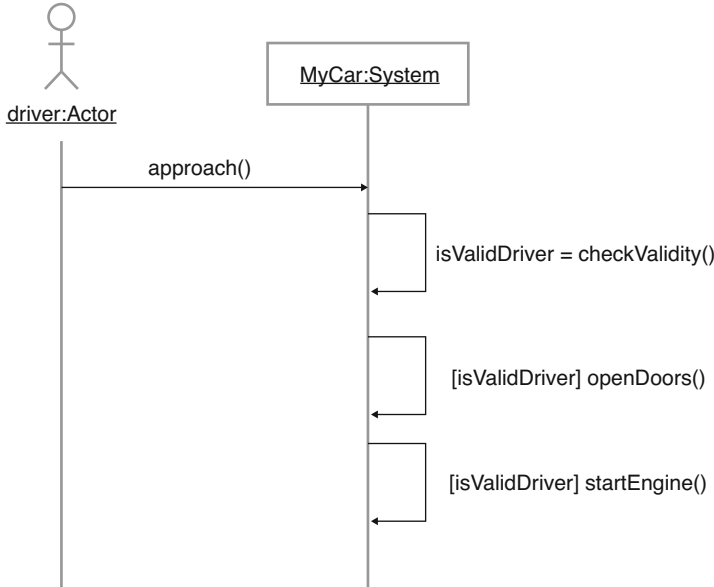 MyCar:System
driver:Actor
approach()
isValidDriver = checkValidity()
[isValidDriver] openDoors()
[isValidDriver] startEngine()